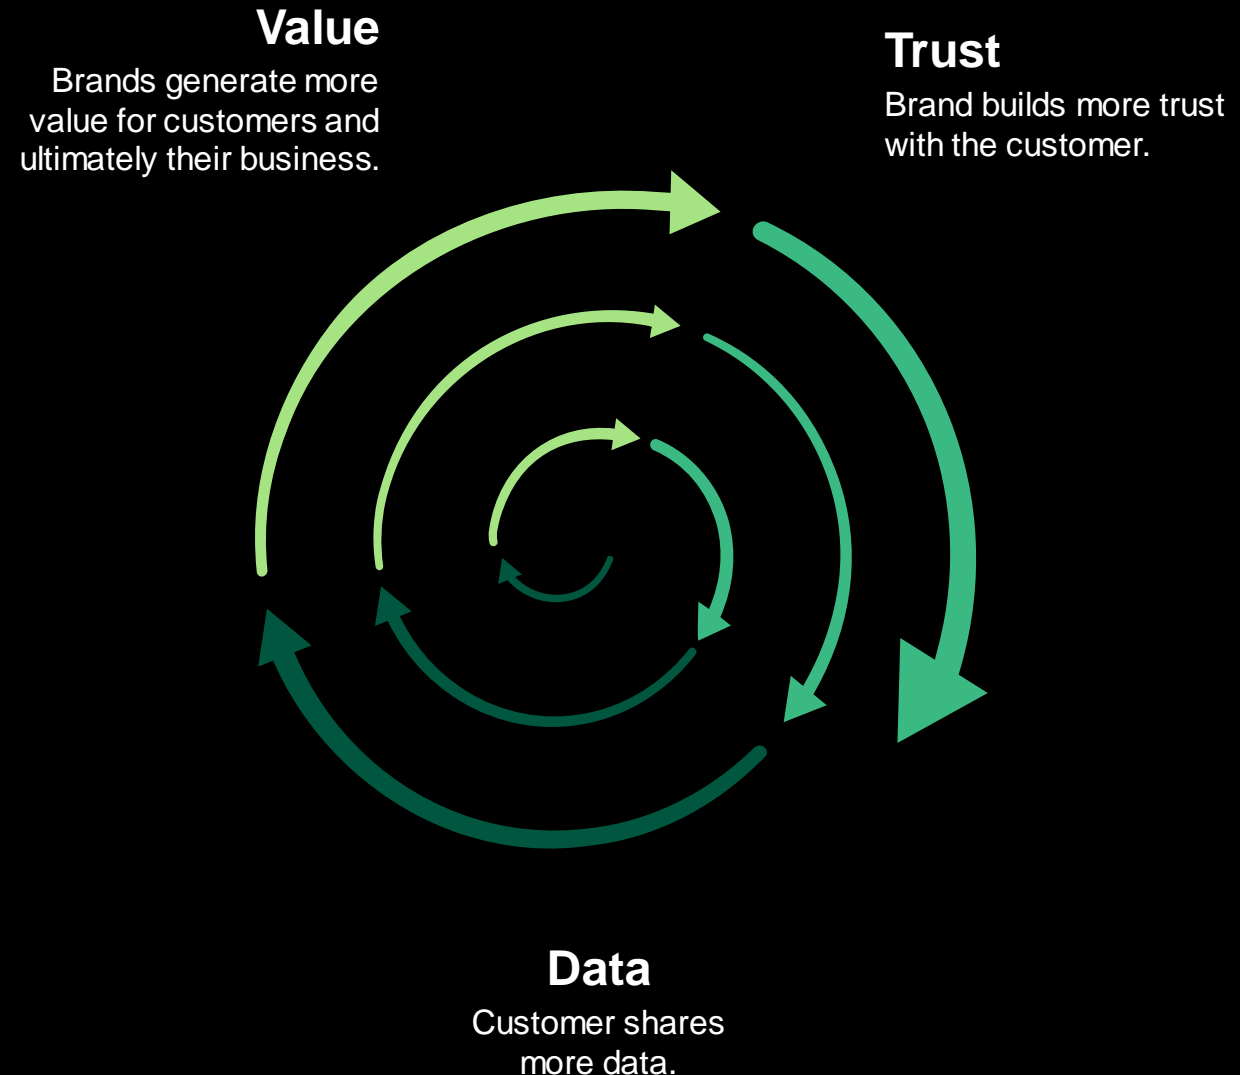 Value
Brands generate more
value for customers and
ultimately their business.
Trust
Brand builds more trust
with the customer.
Data
Customer shares
more data.